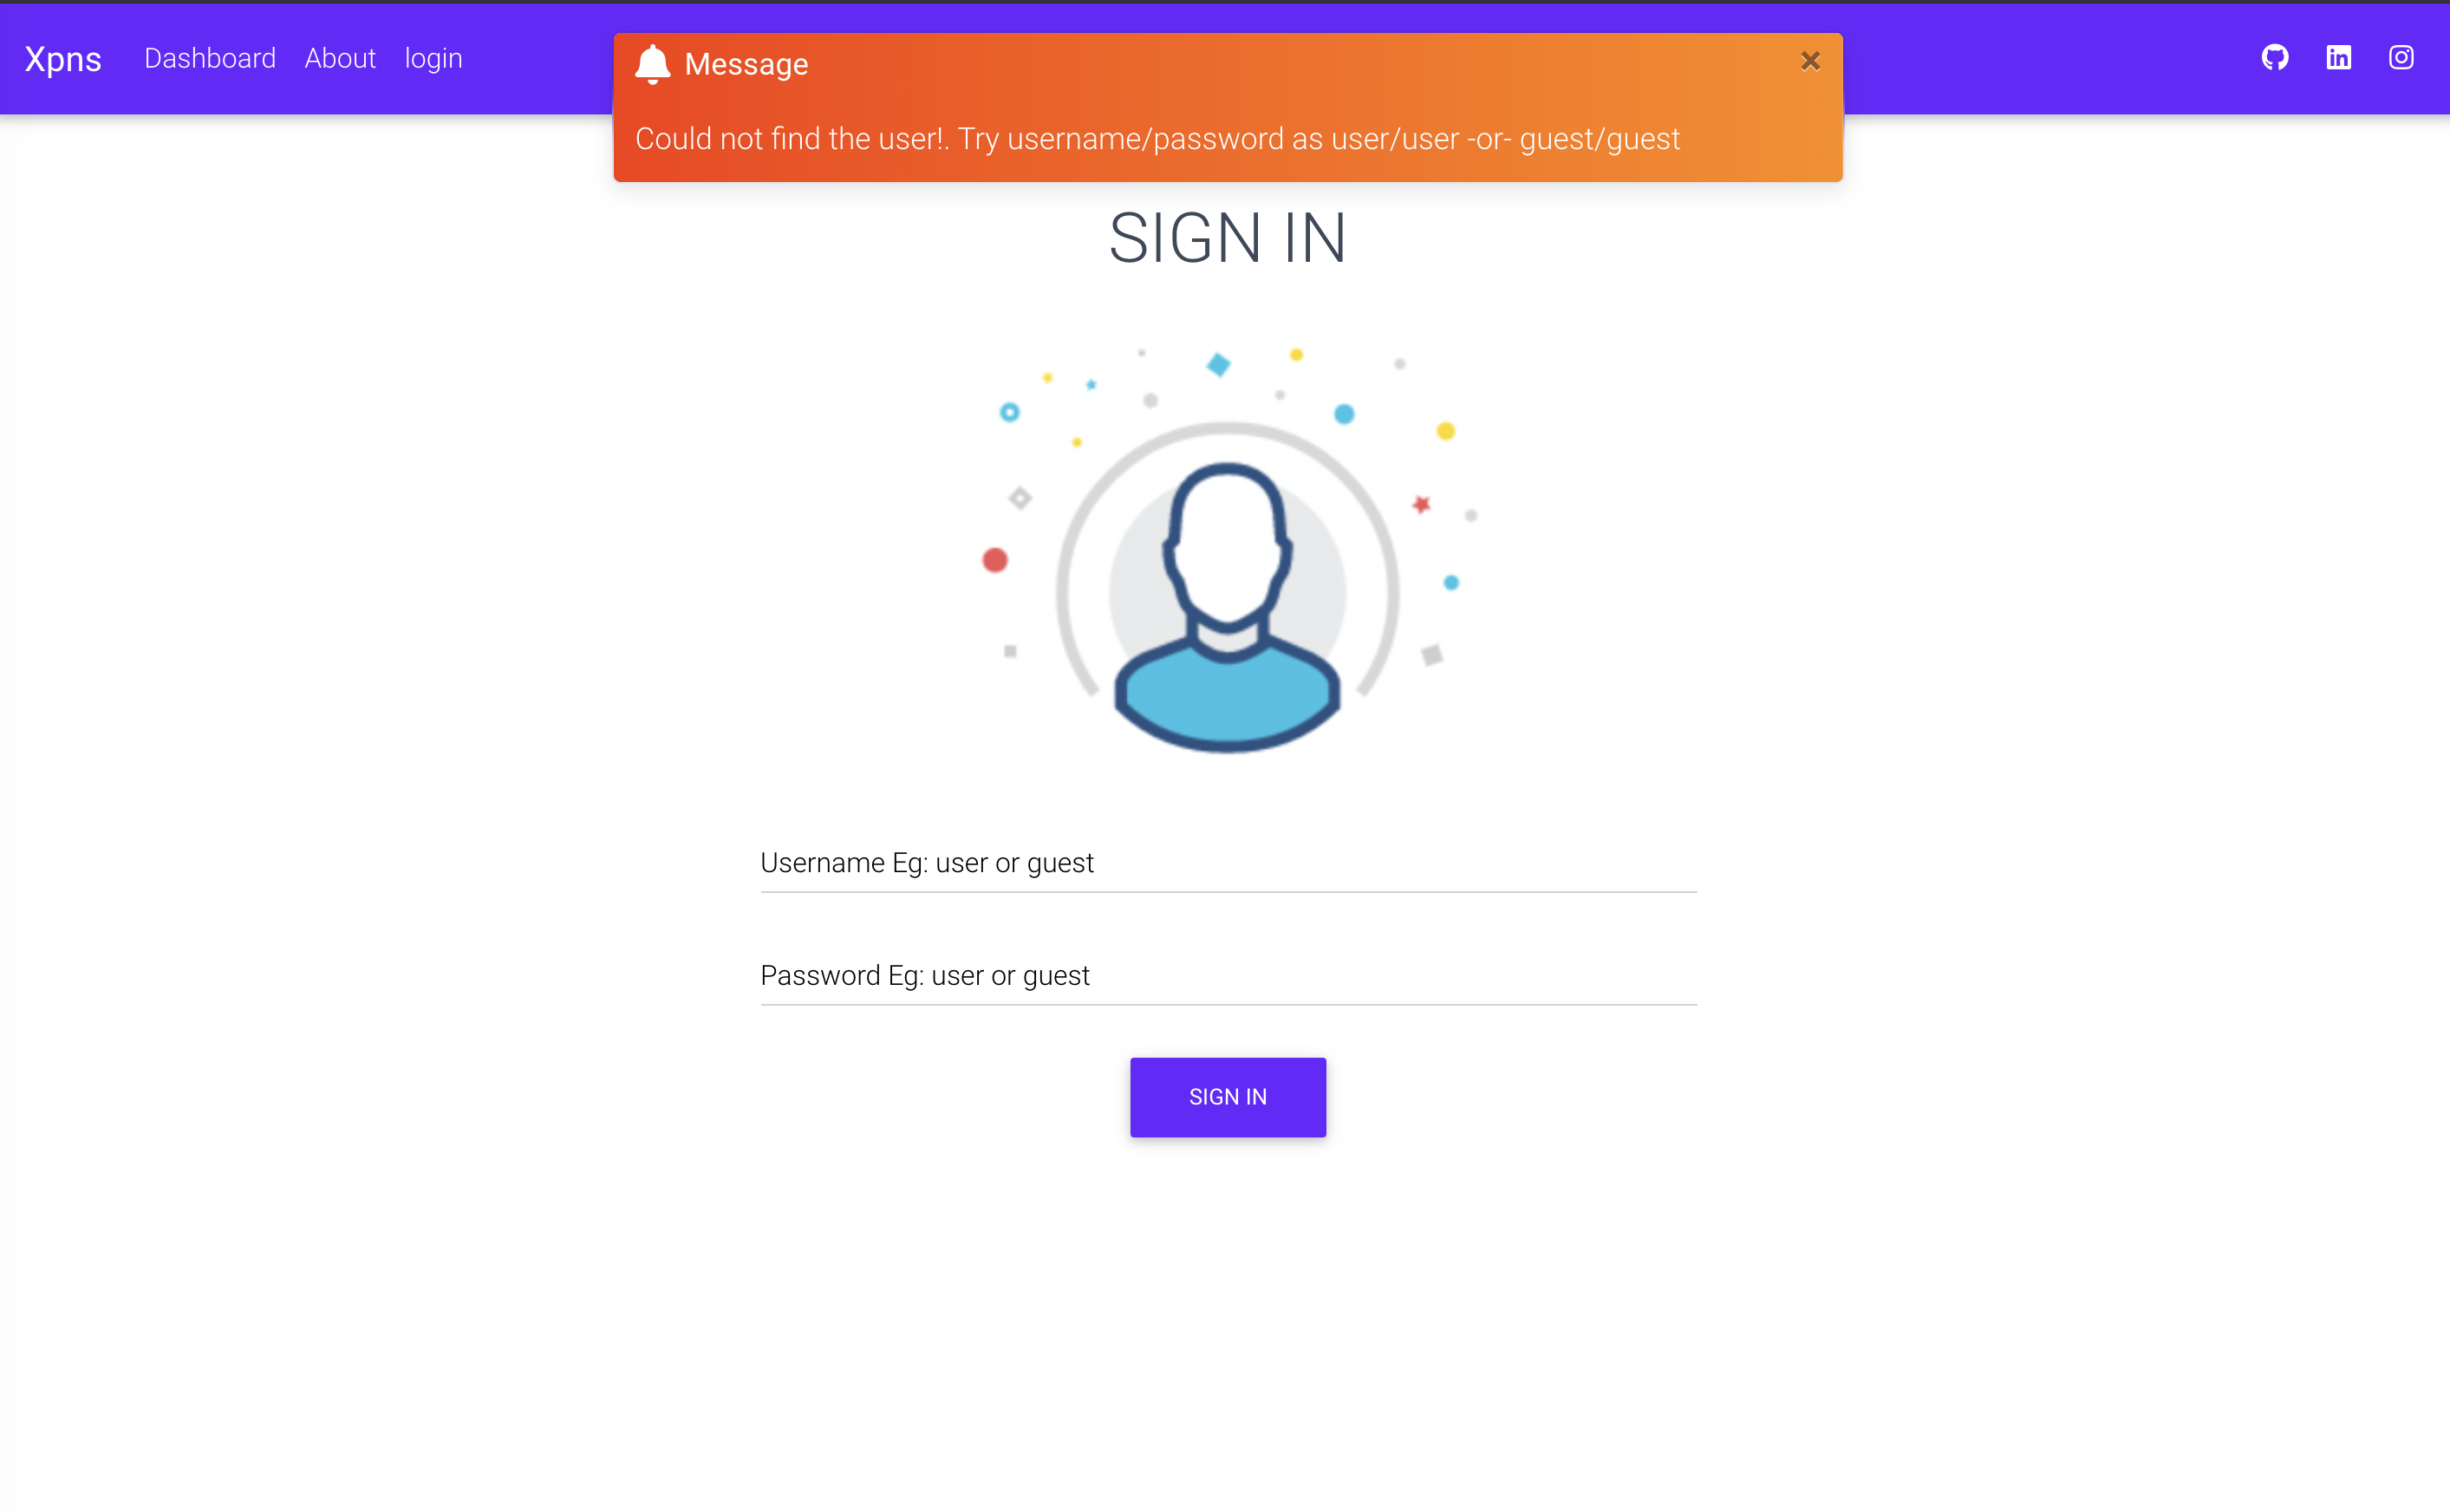 Xpns Dashboard About login
Message
Could not find the user!. Try username/password as user/user -or- guest/guest
SIGN IN
Username Eg: user or guest
Password Eg: user or guest
SIGN IN